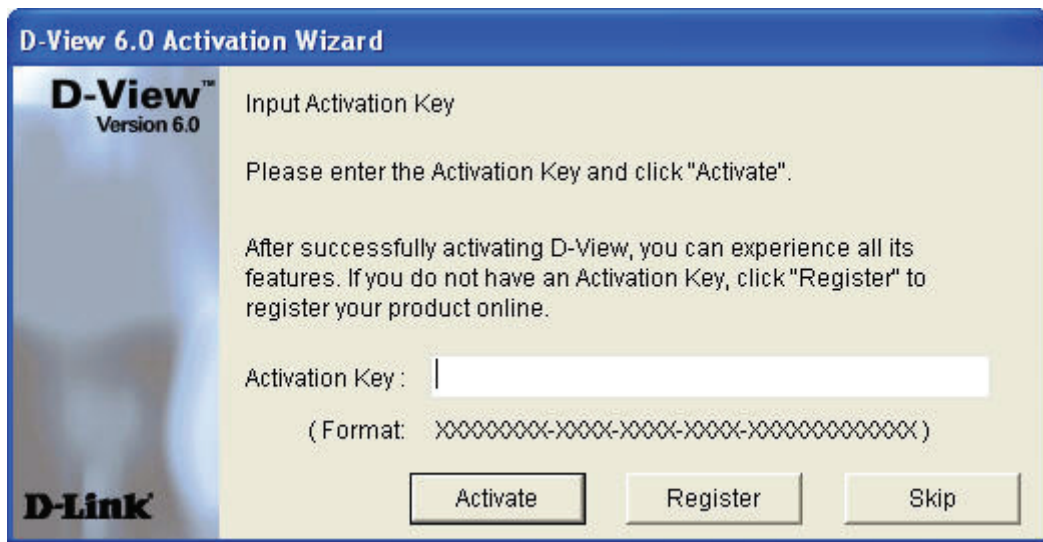 D-View 6.0 Activation Wizard
D-View™
Version 6.0
Input Activation Key
Please enter the Activation Key and click "Activate".
After successfully activating D-View, you can experience all its
features. If you do not have an Activation Key, click "Register" to
register your product online.
Activation Key :
( Format: XXXXXXXX-XXXX-XXXX-XXXX-XXXXXXXXXXXX )
D-Link
Activate
Register
Skip